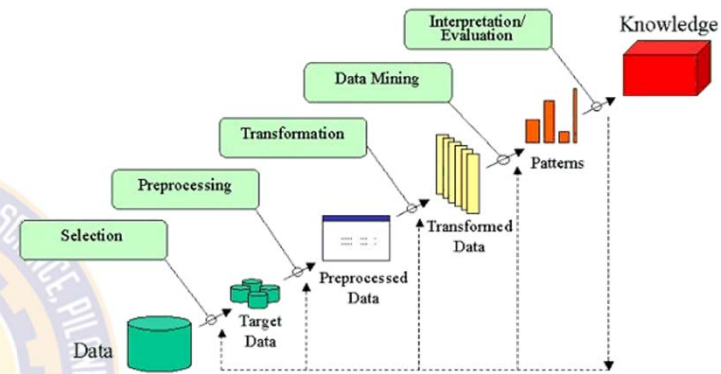 Interpretation/
Evaluation
Knowledge
Data Mining
Transformation
Patterns
Preprocessing
Transformed
Data
Selection
Preprocessed
Data
Target
Data
Data